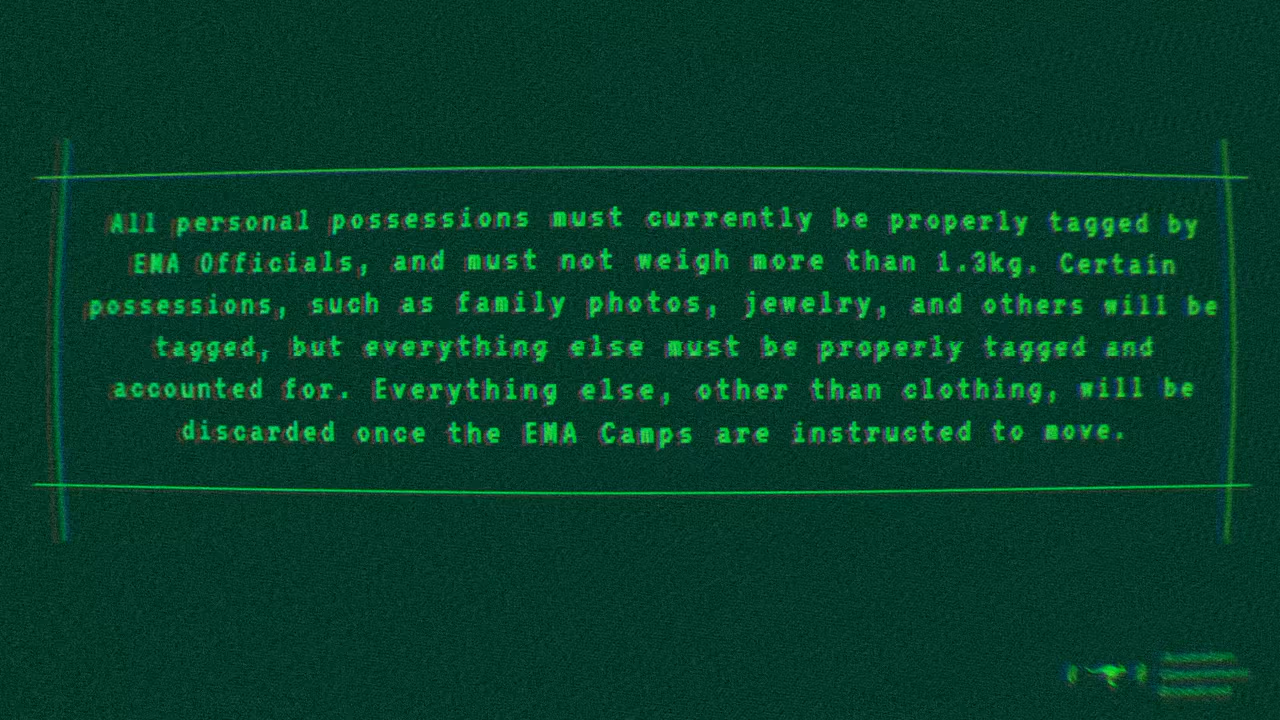 All personal possessions must currently be properly tagged by
EMA Officials, and must not weigh more than 1.3kg. Certain
possessions, such as family photos, jewelry, and others will be
tagged, but everything else must be properly tagged and
accounted for. Everything else, other than clothing, will be
discarded once the EMA Camps are instructed to move.